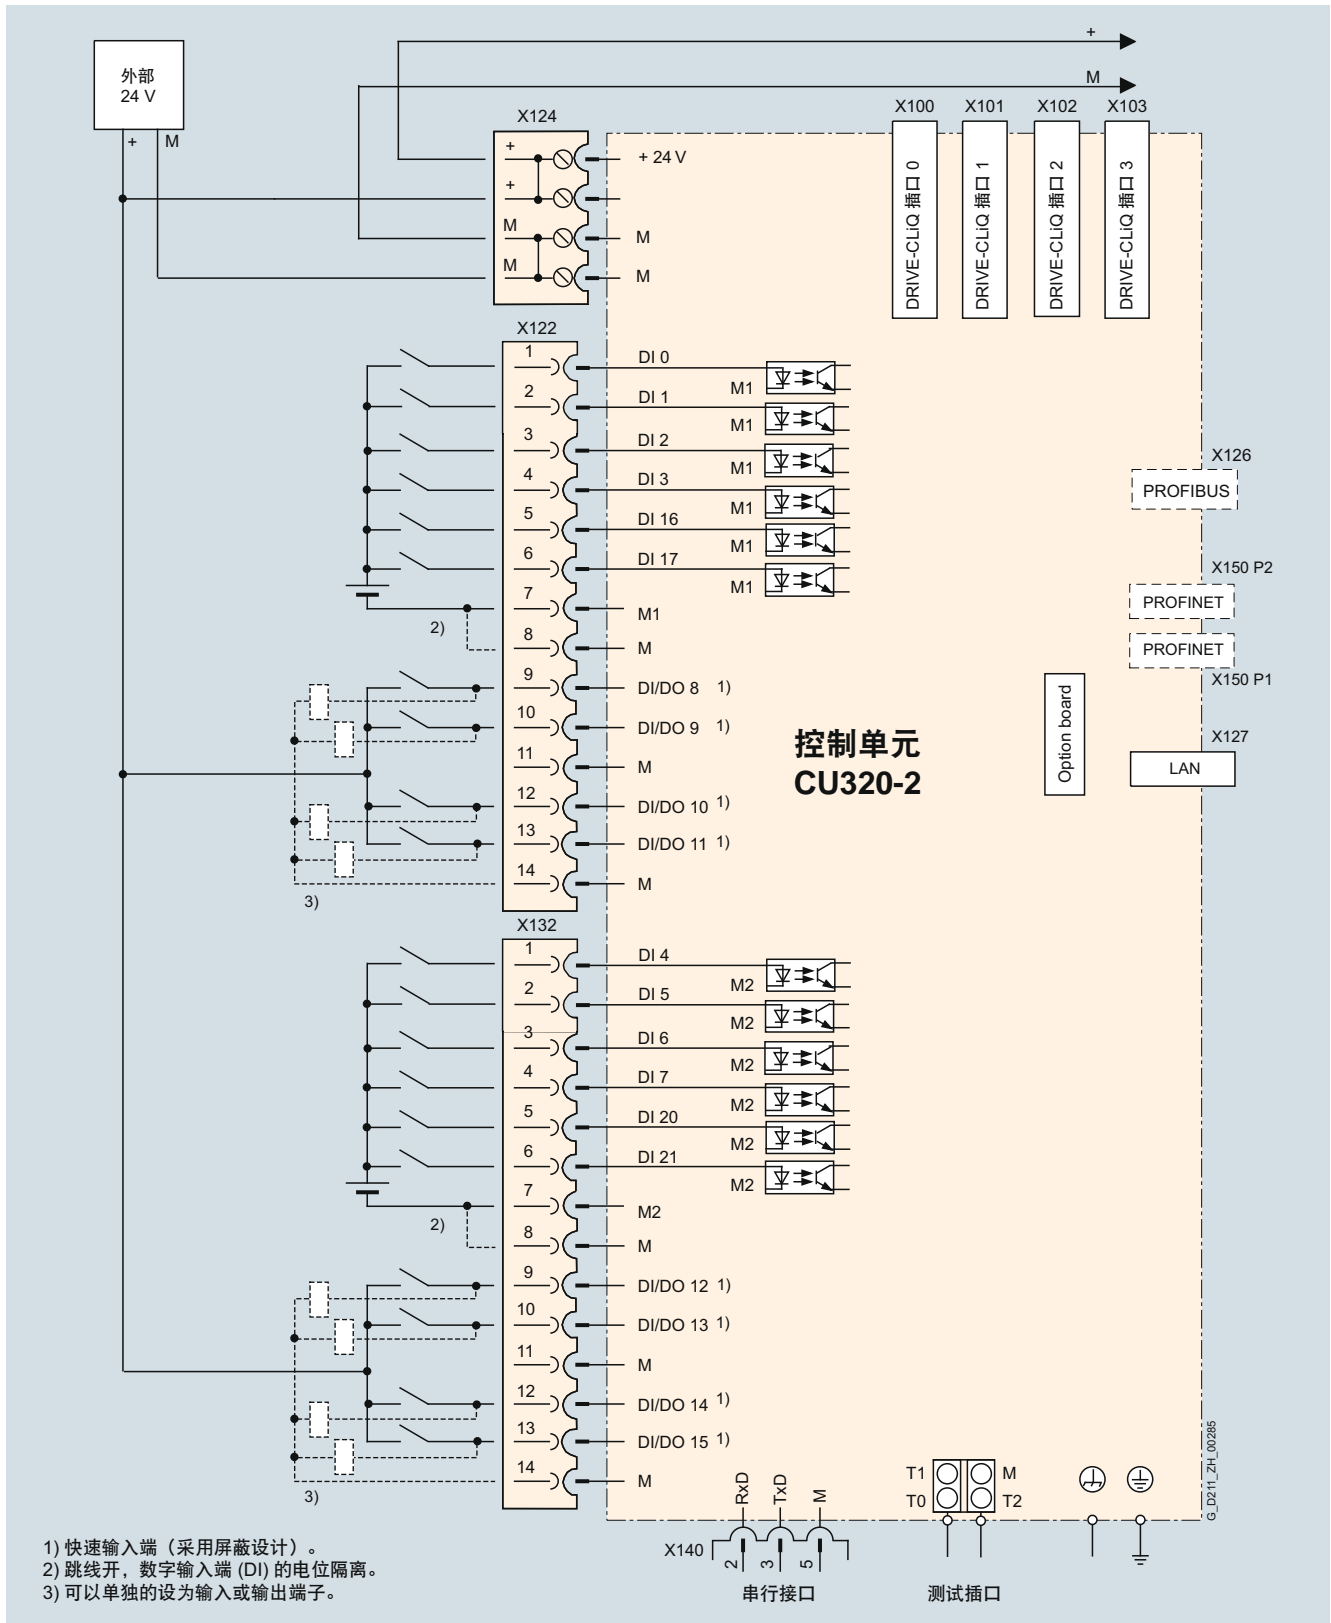 外部
24 V
+ M
+
M
X124
+
+
M
M
+ 24 V
M
M
X100 X101 X102 X103
DRIVE-CLiQ 插口 0
DRIVE-CLiQ 插口 1
DRIVE-CLiQ 插口 2
DRIVE-CLiQ 插口 3
X122
1 DI 0 M1
2 DI 1 M1
3 DI 2 M1
4 DI 3 M1
5 DI 16 M1
6 DI 17 M1
7 M1
2)
8 M
9 DI/DO 8 1)
10 DI/DO 9 1)
11 M
12 DI/DO 10 1)
13 DI/DO 11 1)
14 M
3)
X126
PROFIBUS
X150 P2
PROFINET
PROFINET
X150 P1
Option board
X127
LAN
控制单元
CU320-2
X132
1 DI 4 M2
2 DI 5 M2
3 DI 6 M2
4 DI 7 M2
5 DI 20 M2
6 DI 21 M2
7 M2
2)
8 M
9 DI/DO 12 1)
10 DI/DO 13 1)
11 M
12 DI/DO 14 1)
13 DI/DO 15 1)
14 M
3)
RxD TxD M
X140
2 3 5
串行接口
T1 M
T0 T2
测试插口
G_D211_ZH_00285
1) 快速输入端（采用屏蔽设计）。
2) 跳线开，数字输入端 (DI) 的电位隔离。
3) 可以单独的设为输入或输出端子。